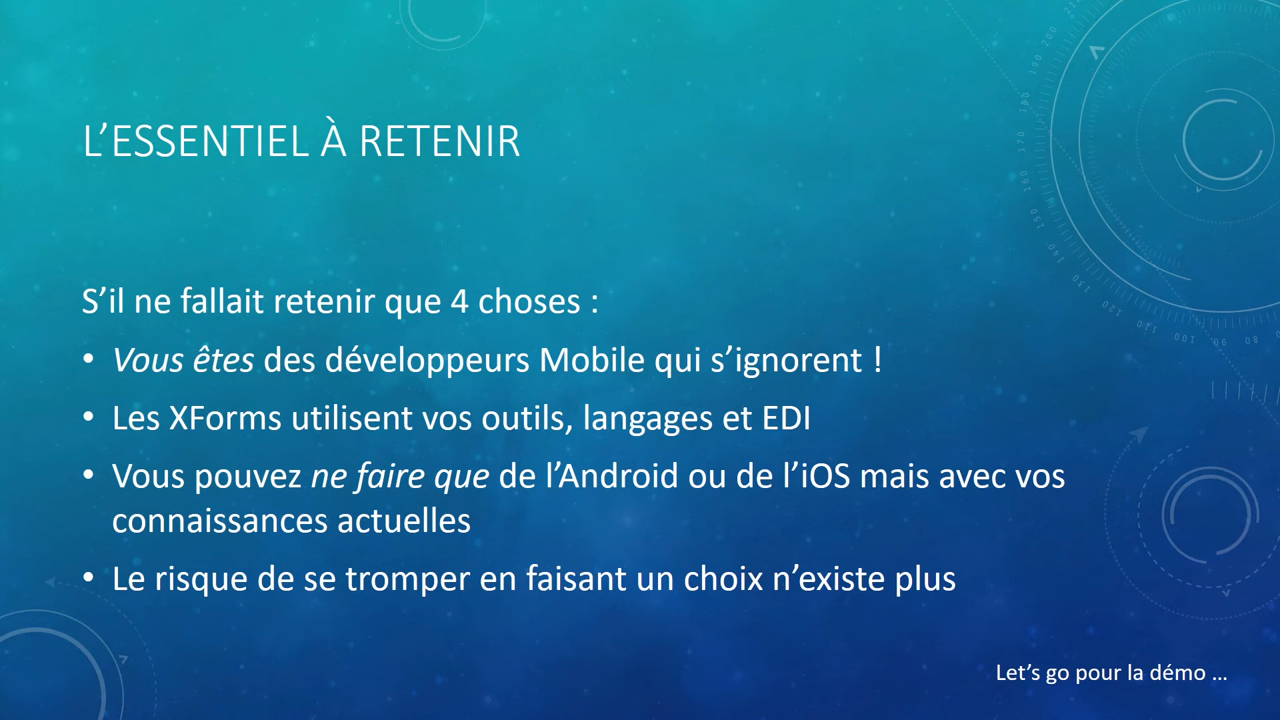 L'ESSENTIEL À RETENIR
S'il ne fallait retenir que 4 choses :
• Vous êtes des développeurs Mobile qui s'ignorent !
• Les XForms utilisent vos outils, langages et EDI
• Vous pouvez ne faire que de l'Android ou de l'iOS mais avec vos
connaissances actuelles
• Le risque de se tromper en faisant un choix n'existe plus
Let's go pour la démo ...